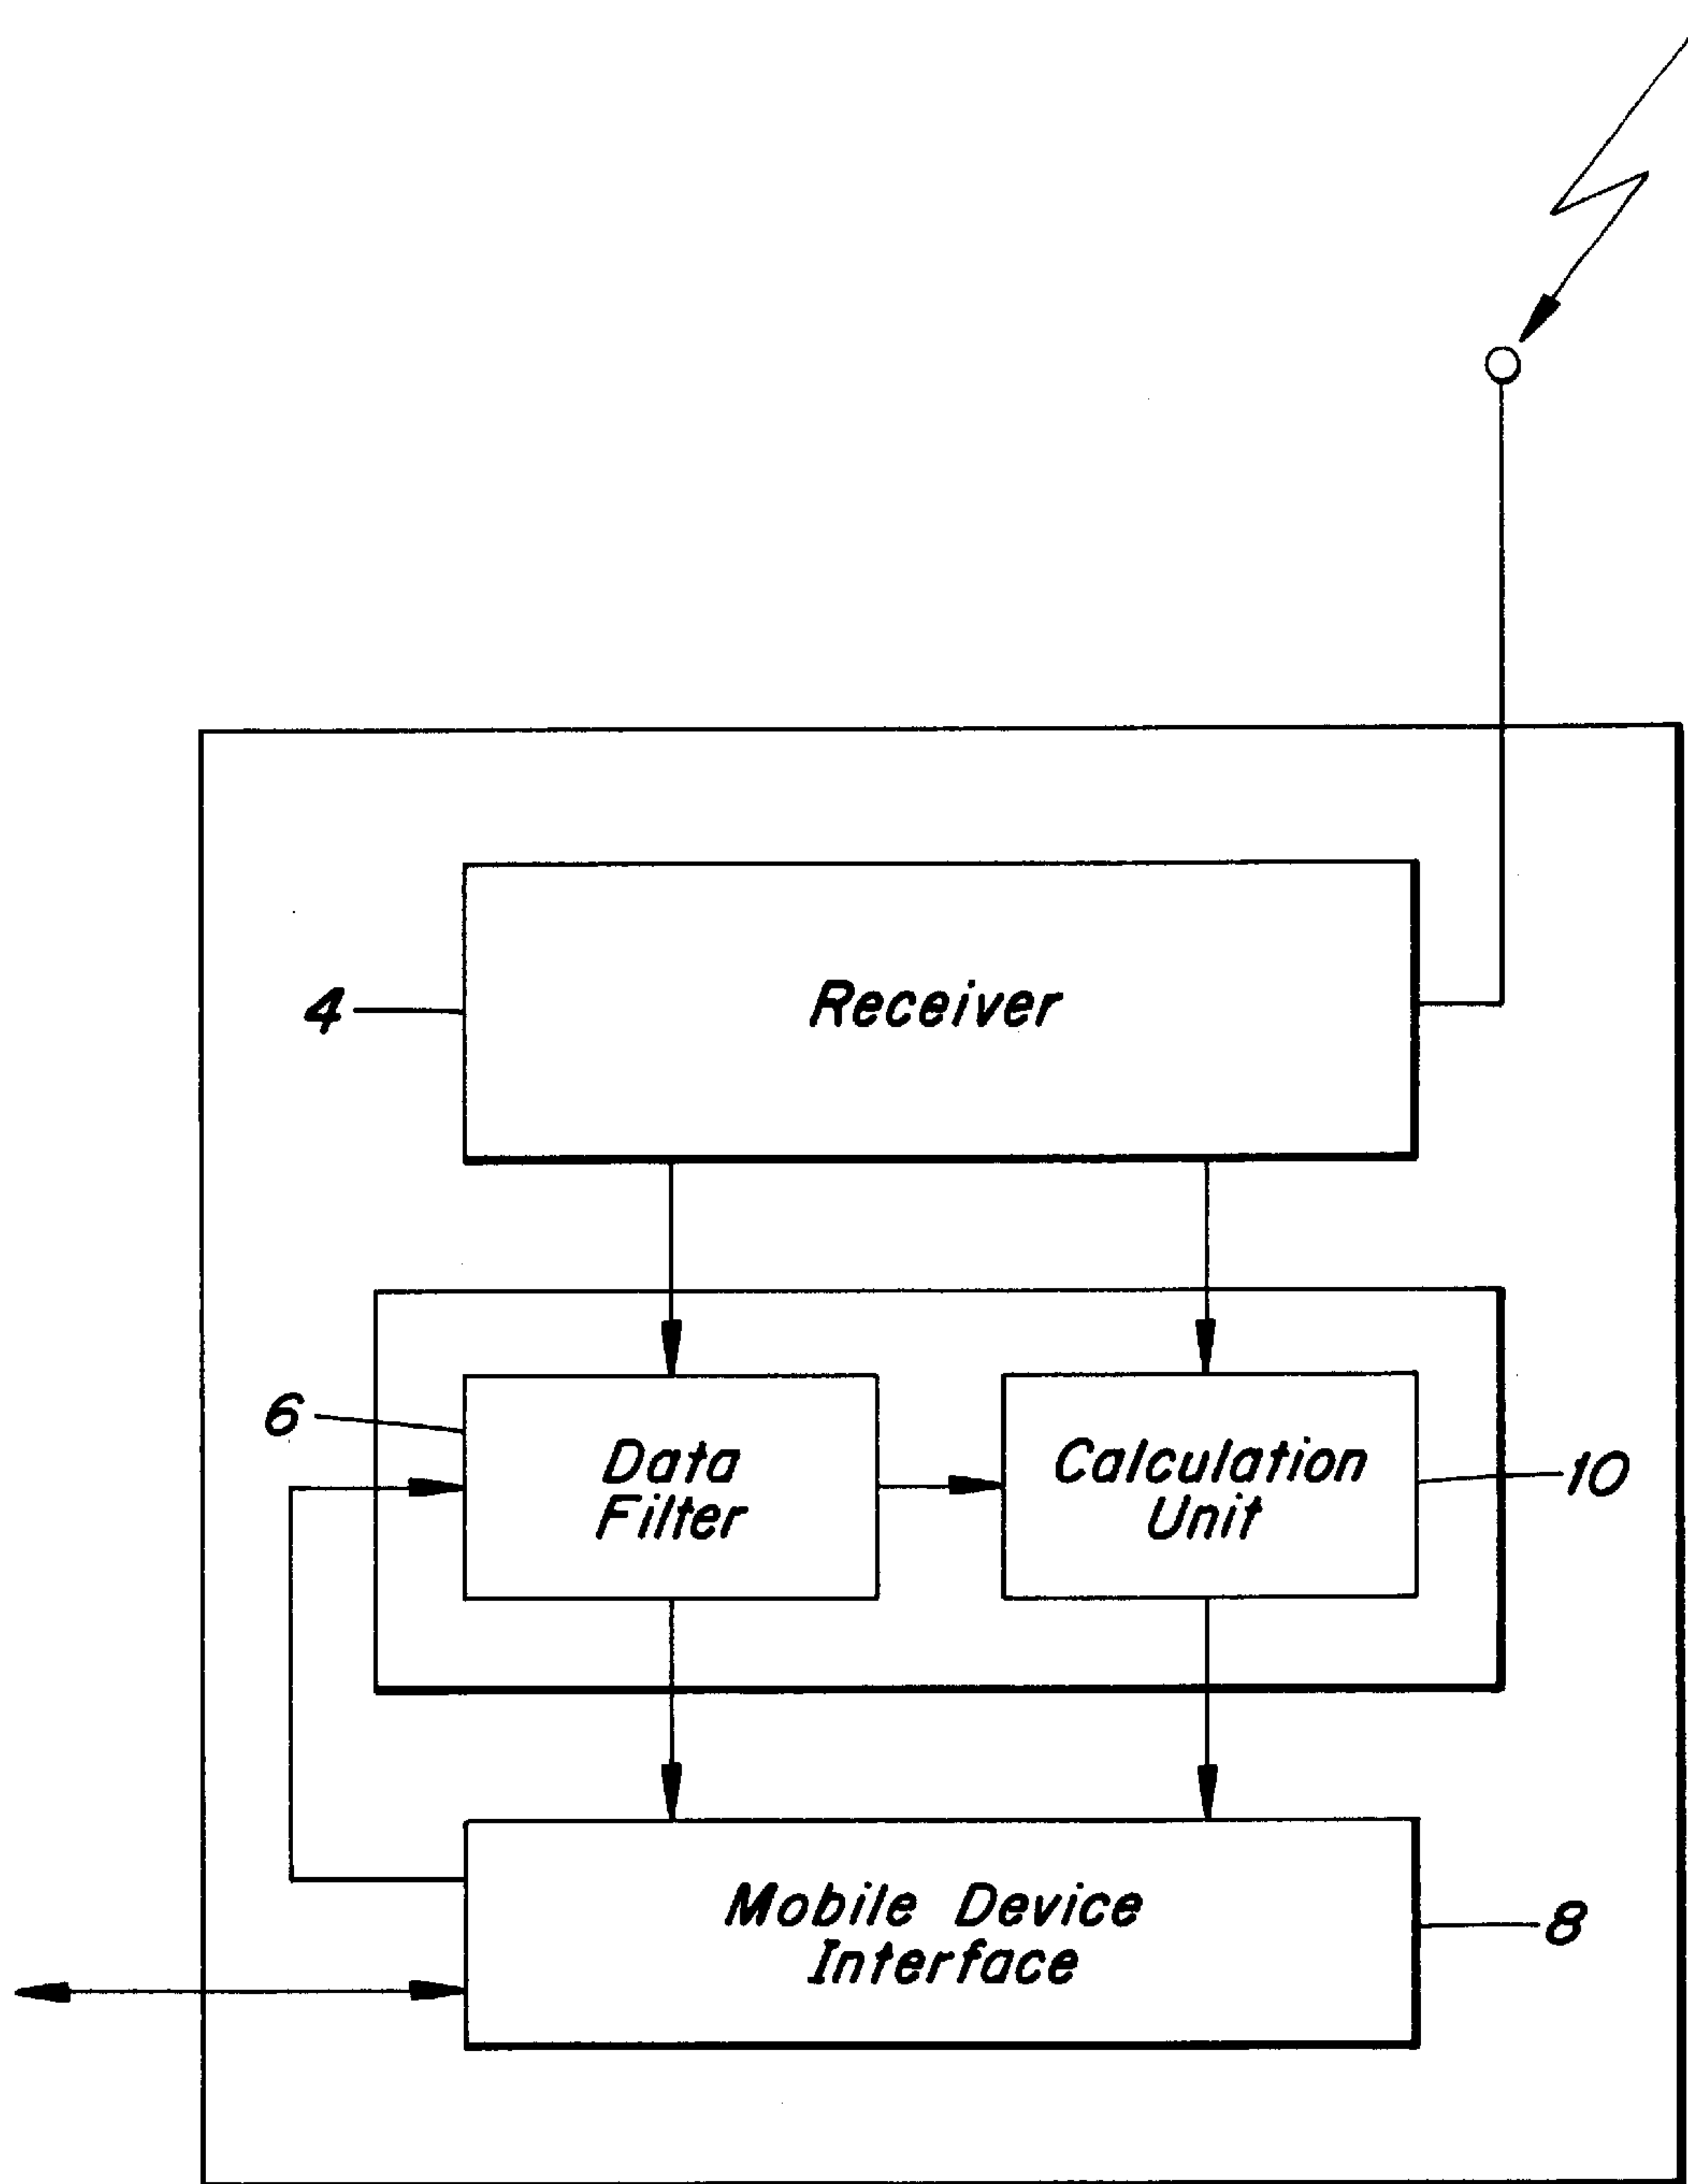 4
Receiver
6
Data
Filter
Calculation
Unit
10
Mobile Device
Interface
8